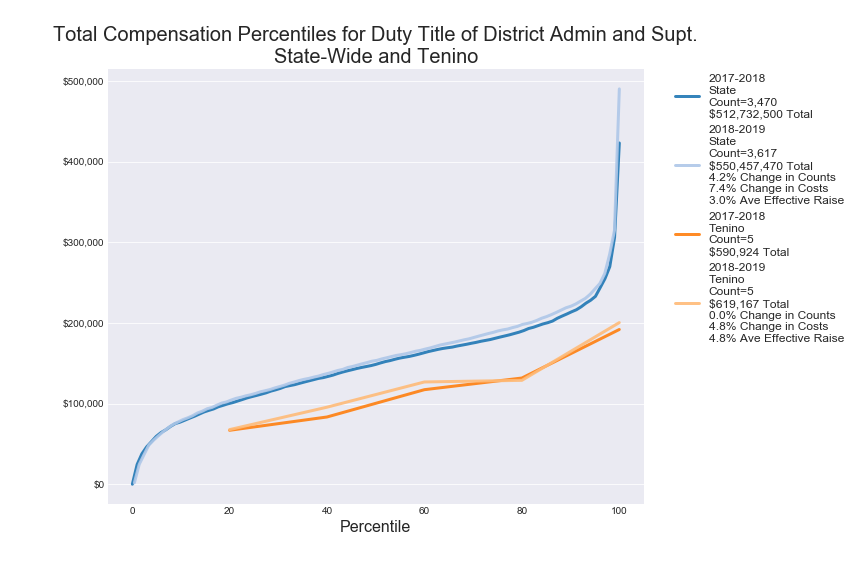 Total Compensation Percentiles for Duty Title of District Admin and Supt.
State-Wide and Tenino
$500,000
$400,000
$300,000
$200,000
$100,000
$0
0
20
40
60
80
100
Percentile
2017-2018
State
Count=3,470
$512,732,500 Total
2018-2019
State
Count=3,617
$550,457,470 Total
4.2% Change in Counts
7.4% Change in Costs
3.0% Ave Effective Raise
2017-2018
Tenino
Count=5
$590,924 Total
2018-2019
Tenino
Count=5
$619,167 Total
0.0% Change in Counts
4.8% Change in Costs
4.8% Ave Effective Raise